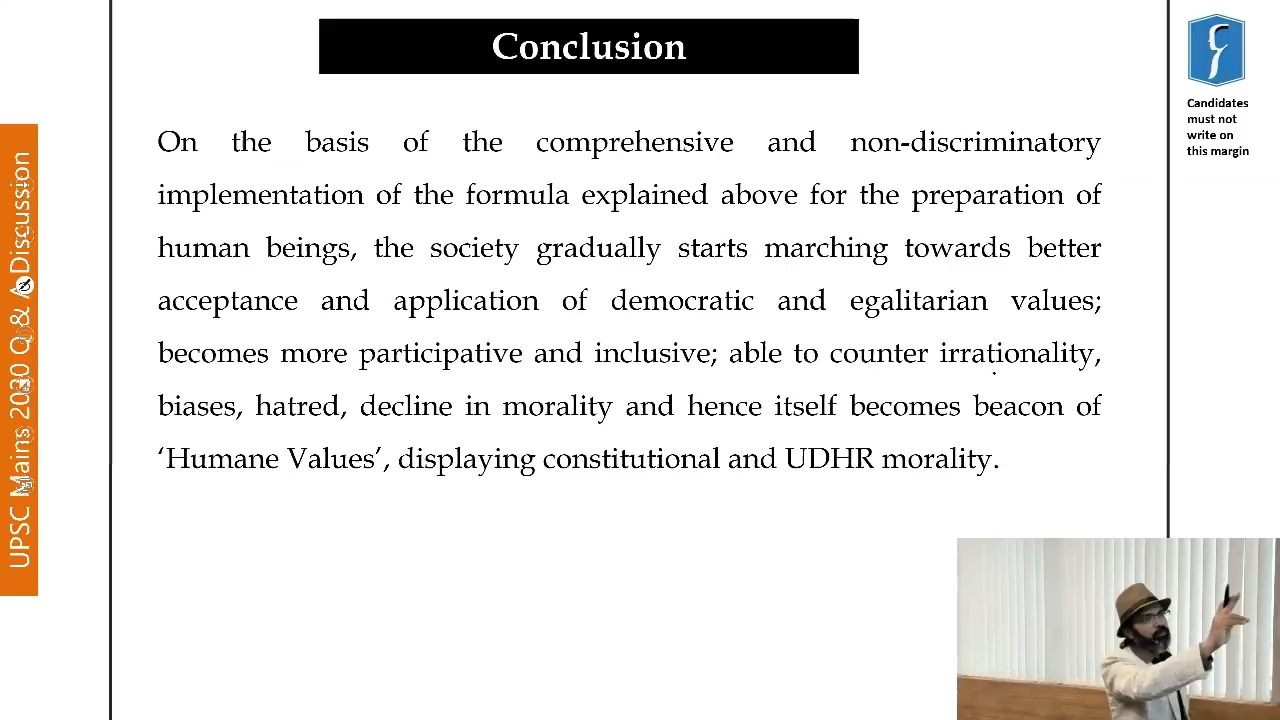 Conclusion
On the basis of the comprehensive and non-discriminatory
implementation of the formula explained above for the preparation of
human beings, the society gradually starts marching towards better
acceptance and application of democratic and egalitarian values;
becomes more participative and inclusive; able to counter irrationality,
biases, hatred, decline in morality and hence itself becomes beacon of
‘Humane Values’, displaying constitutional and UDHR morality.
Candidates
must not
write on
this margin
UPSC Mains 2020 Q & A Discussion